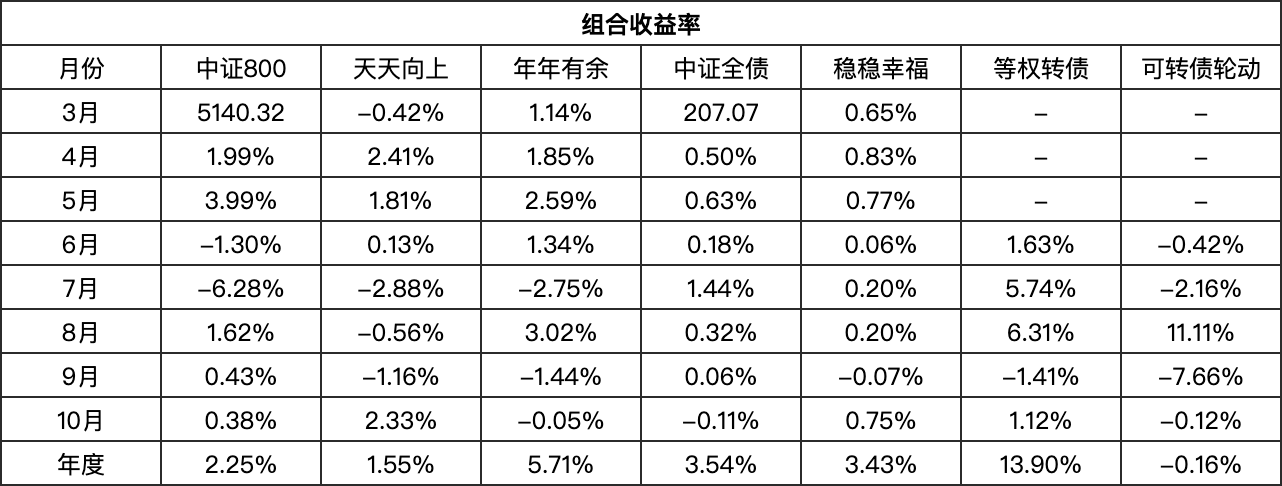 组合收益率
月份 中证800 天天向上 年年有余 中证全债 稳稳幸福 等权转债 可转债轮动
3月 5140.32 –0.42% 1.14% 207.07 0.65% – –
4月 1.99% 2.41% 1.85% 0.50% 0.83% – –
5月 3.99% 1.81% 2.59% 0.63% 0.77% – –
6月 –1.30% 0.13% 1.34% 0.18% 0.06% 1.63% –0.42%
7月 –6.28% –2.88% –2.75% 1.44% 0.20% 5.74% –2.16%
8月 1.62% –0.56% 3.02% 0.32% 0.20% 6.31% 11.11%
9月 0.43% –1.16% –1.44% 0.06% –0.07% –1.41% –7.66%
10月 0.38% 2.33% –0.05% –0.11% 0.75% 1.12% –0.12%
年度 2.25% 1.55% 5.71% 3.54% 3.43% 13.90% –0.16%